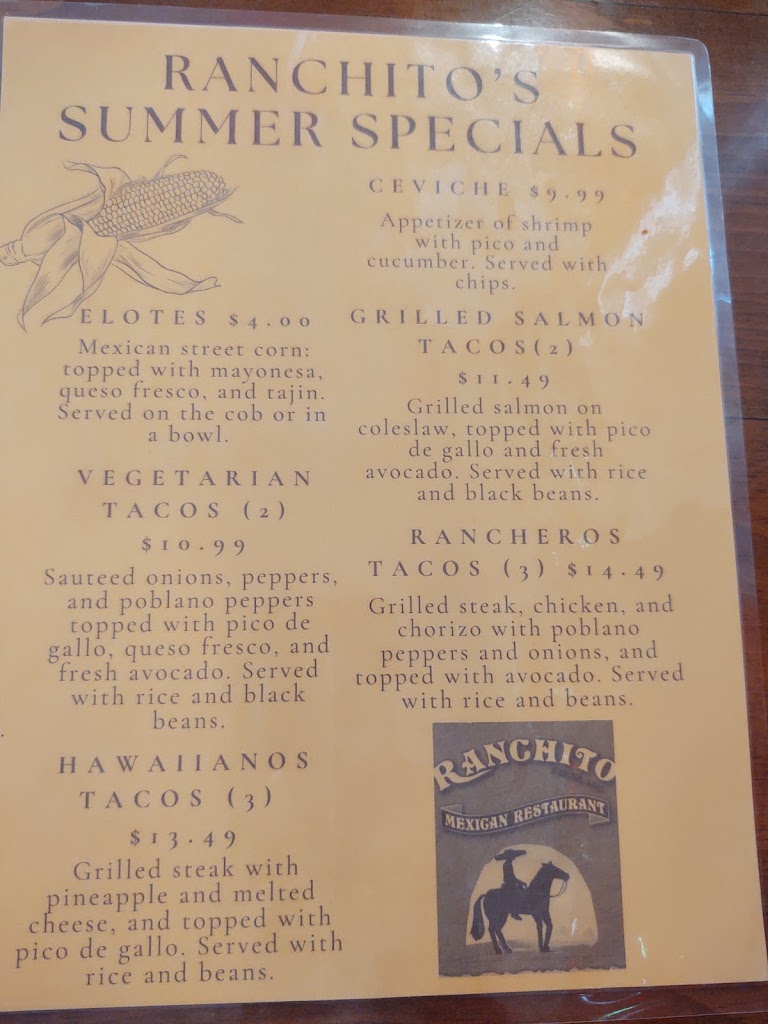 RANCHITO'S
SUMMER SPECIALS
ELOTES $4.00
Mexican street corn:
topped with mayonesa,
queso fresco, and tajin.
Served on the cob or in
a bowl.
VEGETARIAN
TACOS (2)
$10.99
Sauteed onions, peppers,
and poblano peppers
topped with pico de
gallo, queso fresco, and
fresh avocado. Served
with rice and black
beans.
HAWAIIANOS
TACOS (3)
$13.49
Grilled steak with
pineapple and melted
cheese, and topped with
pico de gallo. Served with
rice and beans.
CEVICHE $9.99
Appetizer of shrimp
with pico and
cucumber. Served with
chips.
GRILLED SALMON
TACOS(2)
$11.49
Grilled salmon on
coleslaw, topped with pico
de gallo and fresh
avocado. Served with rice
and black beans.
RANCHEROS
TACOS (3) $14.49
Grilled steak, chicken, and
chorizo with poblano
peppers and onions, and
topped with avocado. Served
with rice and beans.
RANCHITO
MEXICAN RESTAURANT